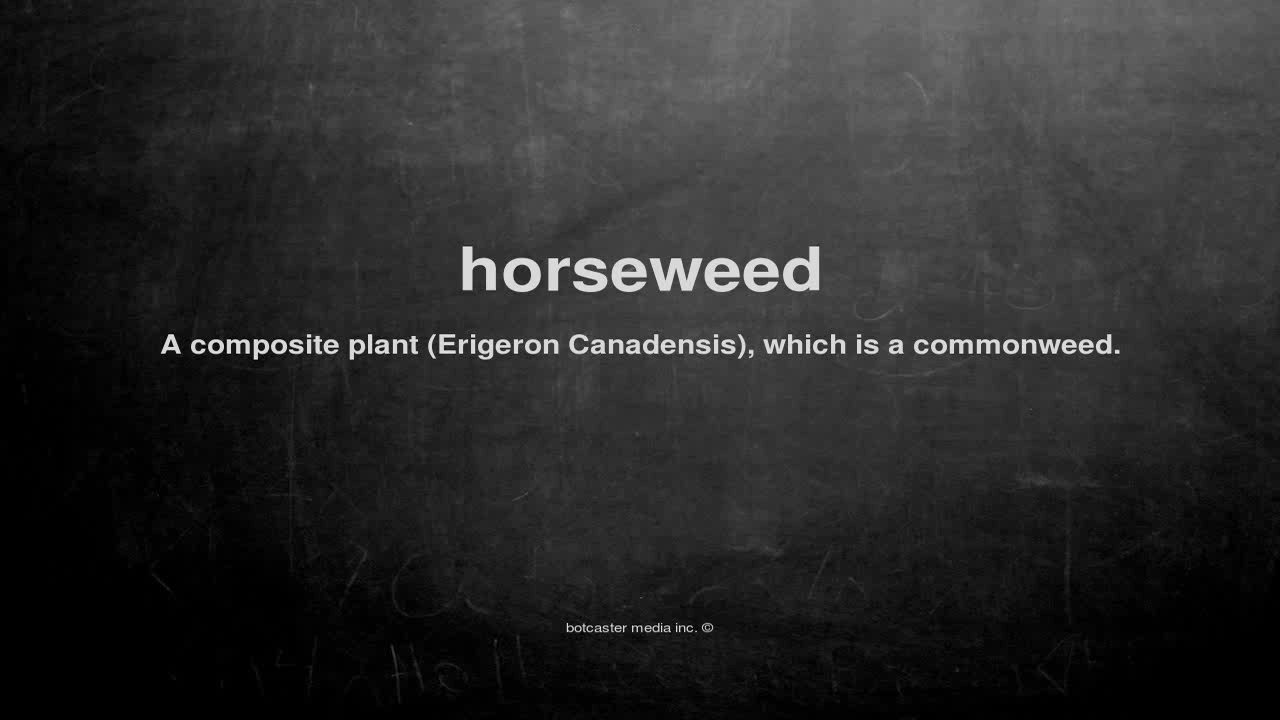 horseweed
A composite plant (Erigeron Canadensis), which is a commonweed.
botcaster media inc. ©